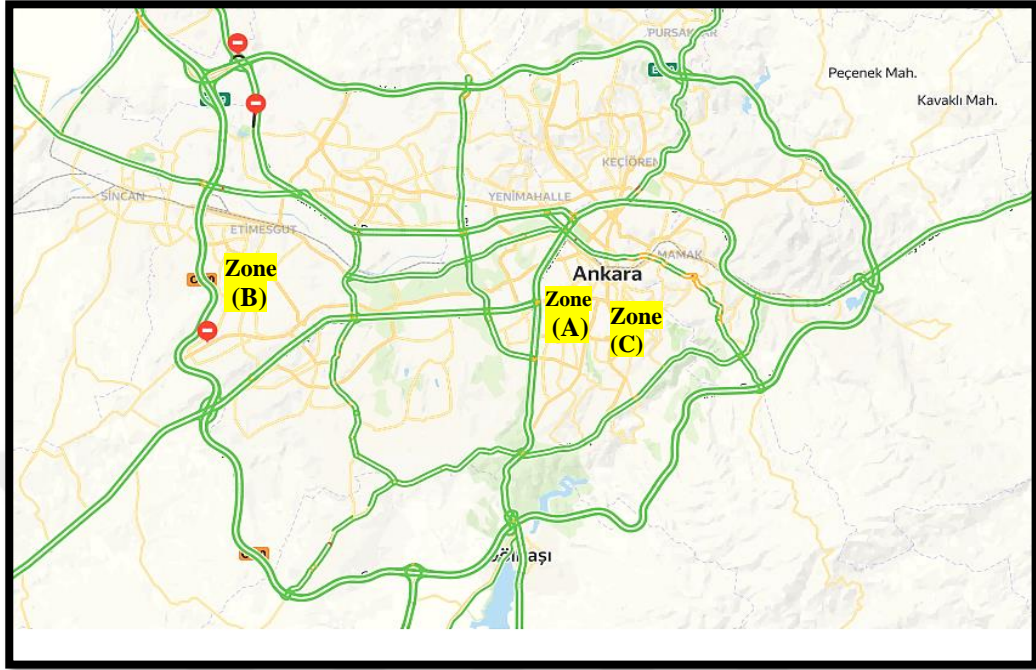 PURSAKLAR
Peçenek Mah.
Kavaklı Mah.
KEÇİÖREN
SİNCAN
YENİMAHALLE
ETİMESGUT
MAMAK
Ankara
Zone
(B)
Zone
(A)
Zone
(C)